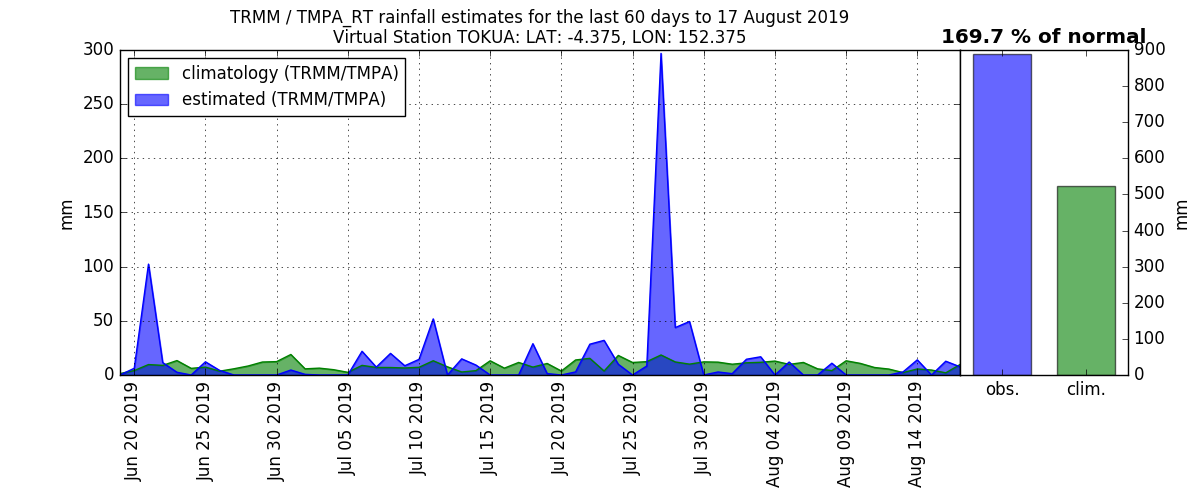 TRMM / TMPA_RT rainfall estimates for the last 60 days to 17 August 2019
Virtual Station TOKUA: LAT: -4.375, LON: 152.375
169.7 % of normal
climatology (TRMM/TMPA)
estimated (TRMM/TMPA)
300
250
200
150
100
50
0
mm
Jun 20 2019
Jun 25 2019
Jun 30 2019
Jul 05 2019
Jul 10 2019
Jul 15 2019
Jul 20 2019
Jul 25 2019
Jul 30 2019
Aug 04 2019
Aug 09 2019
Aug 14 2019
900
800
700
600
500
400
300
200
100
0
mm
obs.
clim.